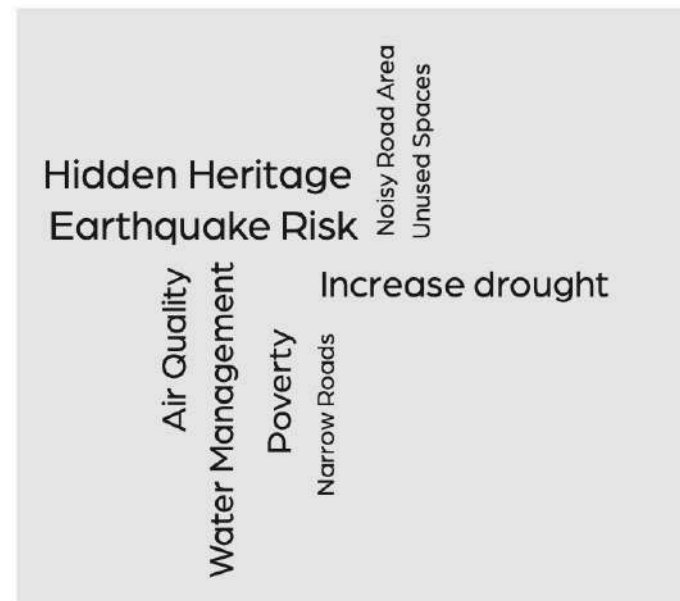 Noisy Road Area
Unused Spaces
Hidden Heritage
Earthquake Risk
Increase drought
Air Quality
Water Management
Poverty
Narrow Roads